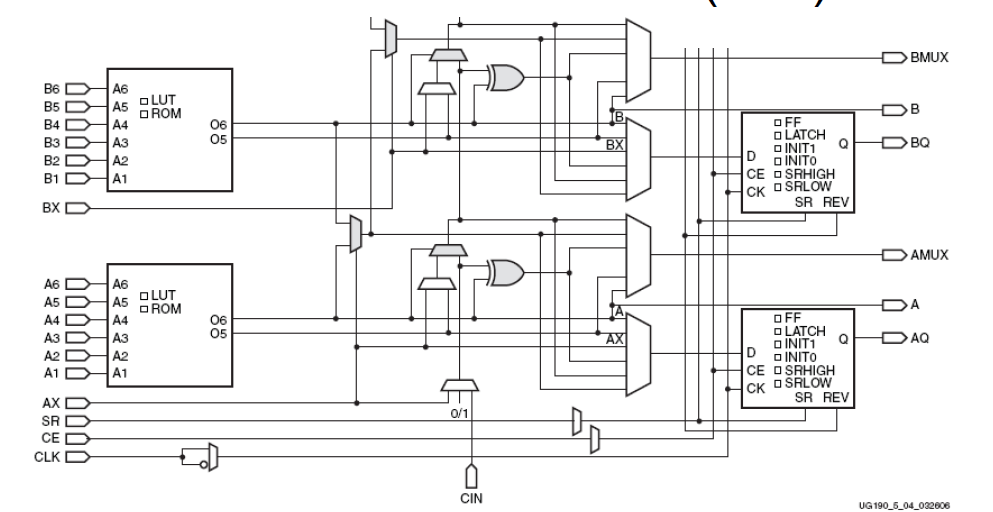 BMUX
B6
A6
LUT
ROM
B5
A5
B4
A4
O6
B3
A3
O5
B2
A2
B1
A1
BX
B
BX
B
FF
LATCH
INIT1
INIT0
SRHIGH
SRLOW
D
CE
CK
Q
SR REV
BQ
AMUX
A6
A6
LUT
ROM
A5
A5
A4
A4
O6
A3
A3
O5
A2
A2
A1
A1
A
AX
A
FF
LATCH
INIT1
INIT0
SRHIGH
SRLOW
D
CE
CK
Q
SR REV
AQ
AX
0/1
SR
CE
CLK
CIN
UG190_5_04_032606